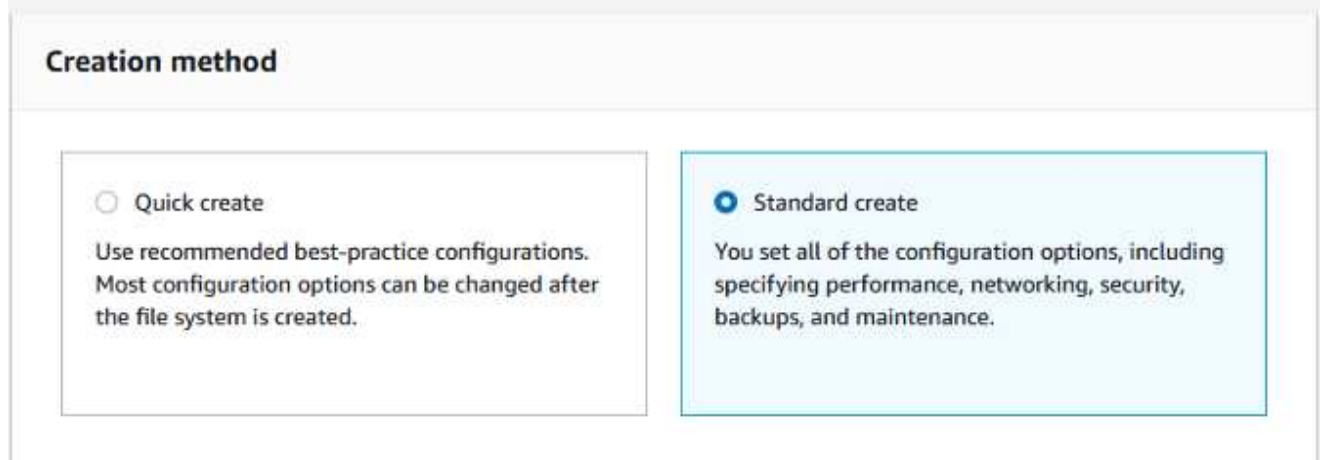 Creation method
Quick create
Use recommended best-practice configurations.
Most configuration options can be changed after
the file system is created.
Standard create
You set all of the configuration options, including
specifying performance, networking, security,
backups, and maintenance.